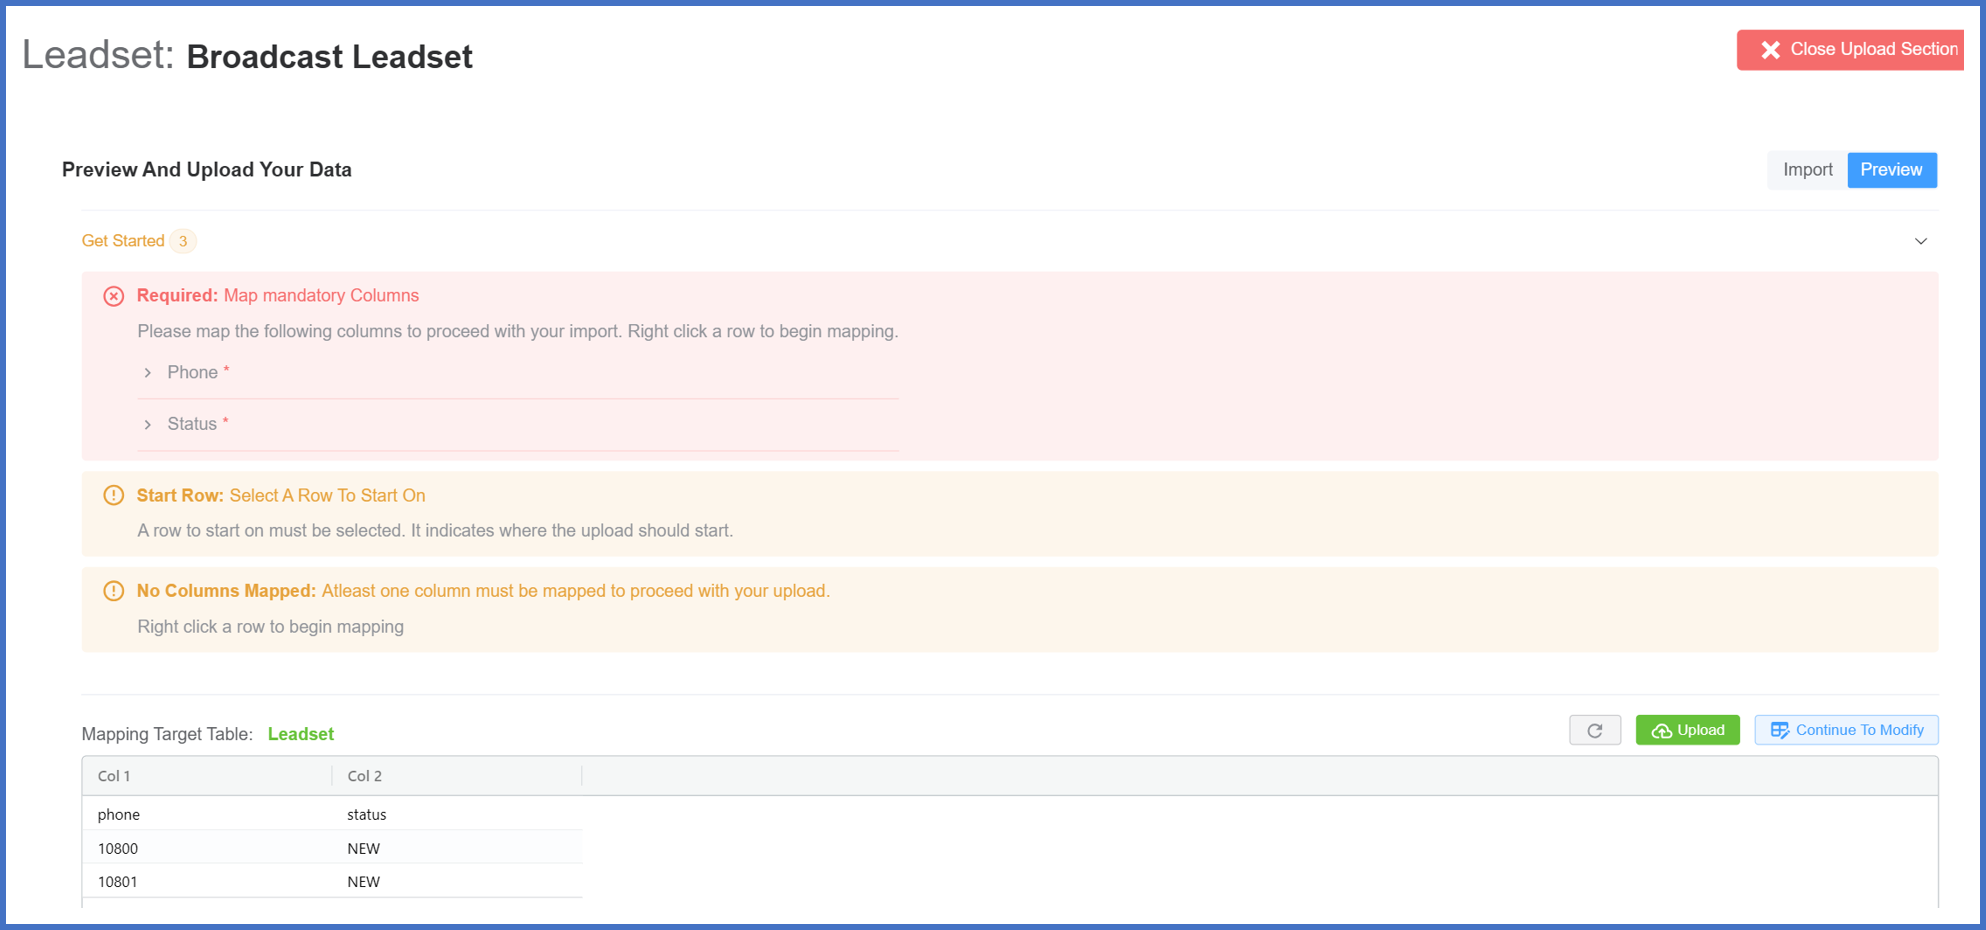 Leadset: Broadcast Leadset
Close Upload Section
Preview And Upload Your Data
Import
Preview
Get Started 3
Required: Map mandatory Columns
Please map the following columns to proceed with your import. Right click a row to begin mapping.
Phone *
Status *
Start Row: Select A Row To Start On
A row to start on must be selected. It indicates where the upload should start.
No Columns Mapped: Atleast one column must be mapped to proceed with your upload.
Right click a row to begin mapping
Mapping Target Table: Leadset
Upload
Continue To Modify
Col 1 Col 2
phone status
10800 NEW
10801 NEW